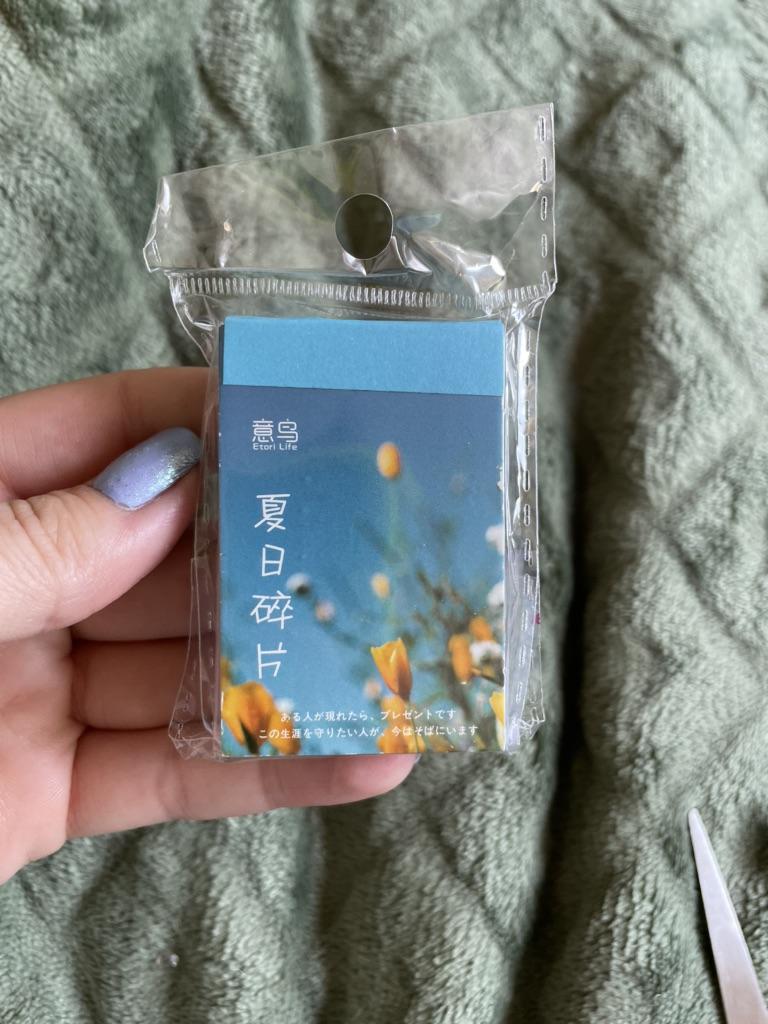 意鸟
Etori Life
夏日碎片
ある人が現れたら、プレゼントです
この生涯を守りたい人が、今はそばにいます